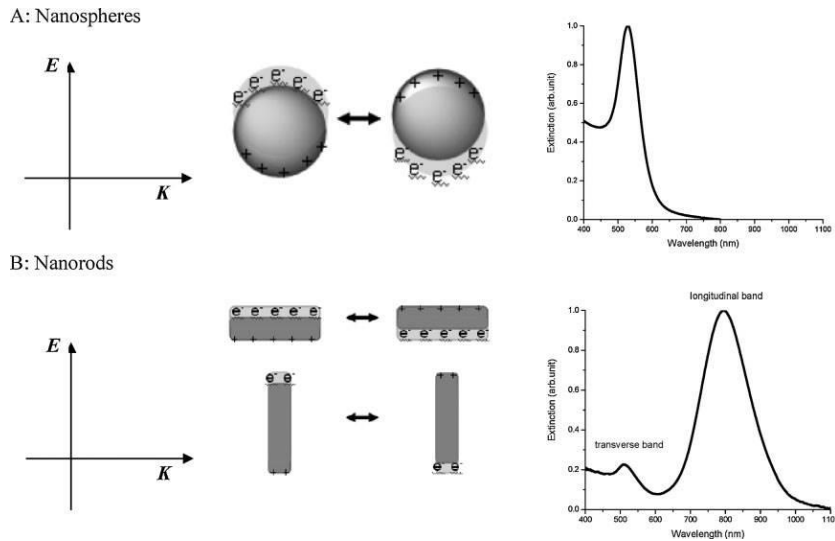 A: Nanospheres
E
K
e⁻ e⁻ e⁻ e⁻ e⁻
+ + + + +
+ + + + +
e⁻ e⁻ e⁻ e⁻ e⁻
Extinction (arb.unit)
1.0
0.8
0.6
0.4
0.2
0.0
400 500 600 700 800 900 1000 1100
Wavelength (nm)
B: Nanorods
E
K
e⁻ e⁻ e⁻ e⁻ e⁻
+ + + + +
+ + + + +
e⁻ e⁻ e⁻ e⁻ e⁻
e⁻ e⁻
+ +
+ +
e⁻ e⁻
longitudinal band
transverse band
Extinction (arb.unit)
1.0
0.8
0.6
0.4
0.2
0.0
400 500 600 700 800 900 1000 1100
Wavelength (nm)